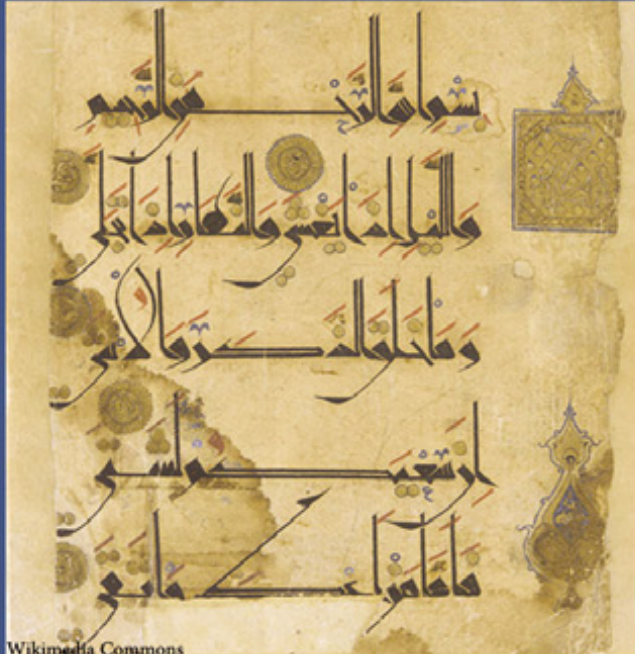 بسم الله الرحمن الرحيم
والليل اذا يغشى والنهار اذا تجلى
وما خلق الذكر والانثى
ان سعيكم لشتى
فاما من اعطى واتقى
Wikimedia Commons